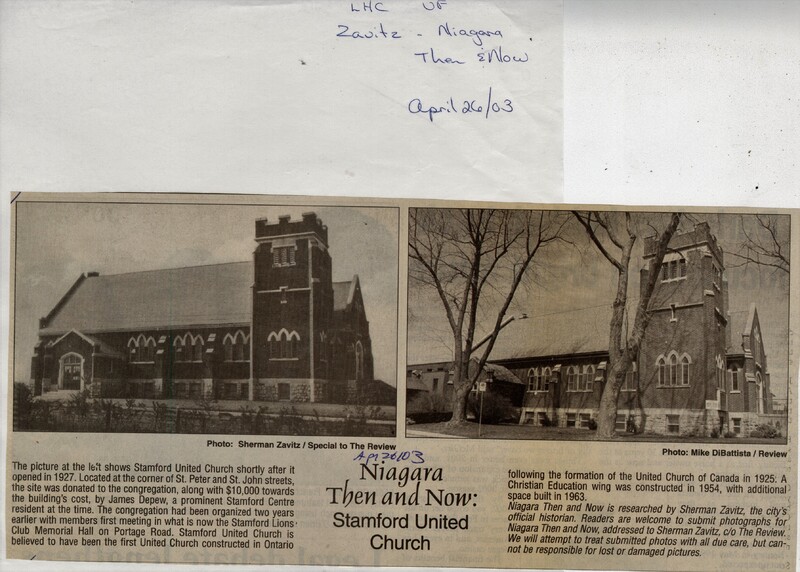 LHC VF
Zavitz - Niagara
Then & Now
April 26/03
Photo: Sherman Zavitz / Special to The Review
Photo: Mike DiBattista / Review
Ap 26/03
Niagara
Then and Now:
Stamford United
Church
The picture at the left shows Stamford United Church shortly after it
opened in 1927. Located at the corner of St. Peter and St. John streets,
the site was donated to the congregation, along with $10,000 towards
the building's cost, by James Depew, a prominent Stamford Centre
resident at the time. The congregation had been organized two years
earlier with members first meeting in what is now the Stamford Lions
Club Memorial Hall on Portage Road. Stamford United Church is
believed to have been the first United Church constructed in Ontario
following the formation of the United Church of Canada in 1925. A
Christian Education wing was constructed in 1954, with additional
space built in 1963.
Niagara Then and Now is researched by Sherman Zavitz, the city's
official historian. Readers are welcome to submit photographs for
Niagara Then and Now, addressed to Sherman Zavitz, c/o The Review.
We will attempt to treat submitted photos with all due care, but can-
not be responsible for lost or damaged pictures.